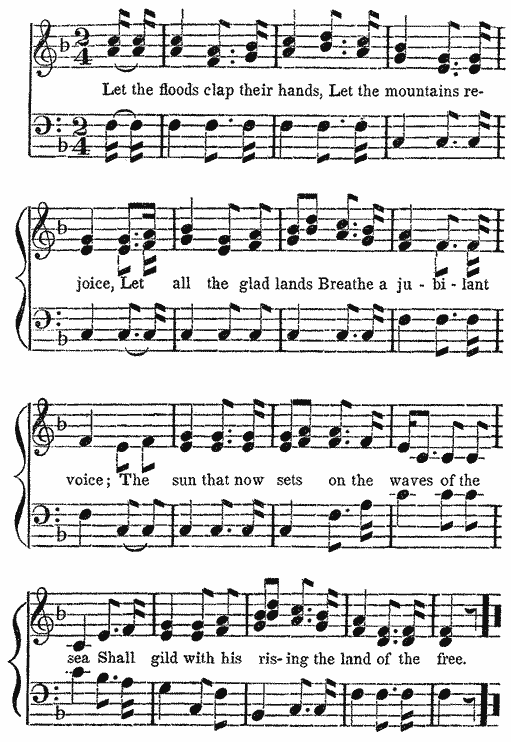 Let the floods clap their hands, Let the mountains re-
joice, Let all the glad lands Breathe a ju - bi - lant
voice; The sun that now sets on the waves of the
sea Shall gild with his ris- ing the land of the free.